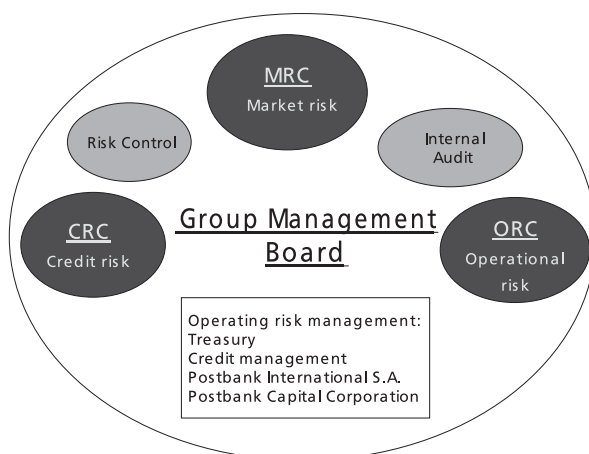 MRC
Market risk
Risk Control
Internal
Audit
CRC
Credit risk
Group Management
Board
ORC
Operational
risk
Operating risk management:
Treasury
Credit management
Postbank International S.A.
Postbank Capital Corporation